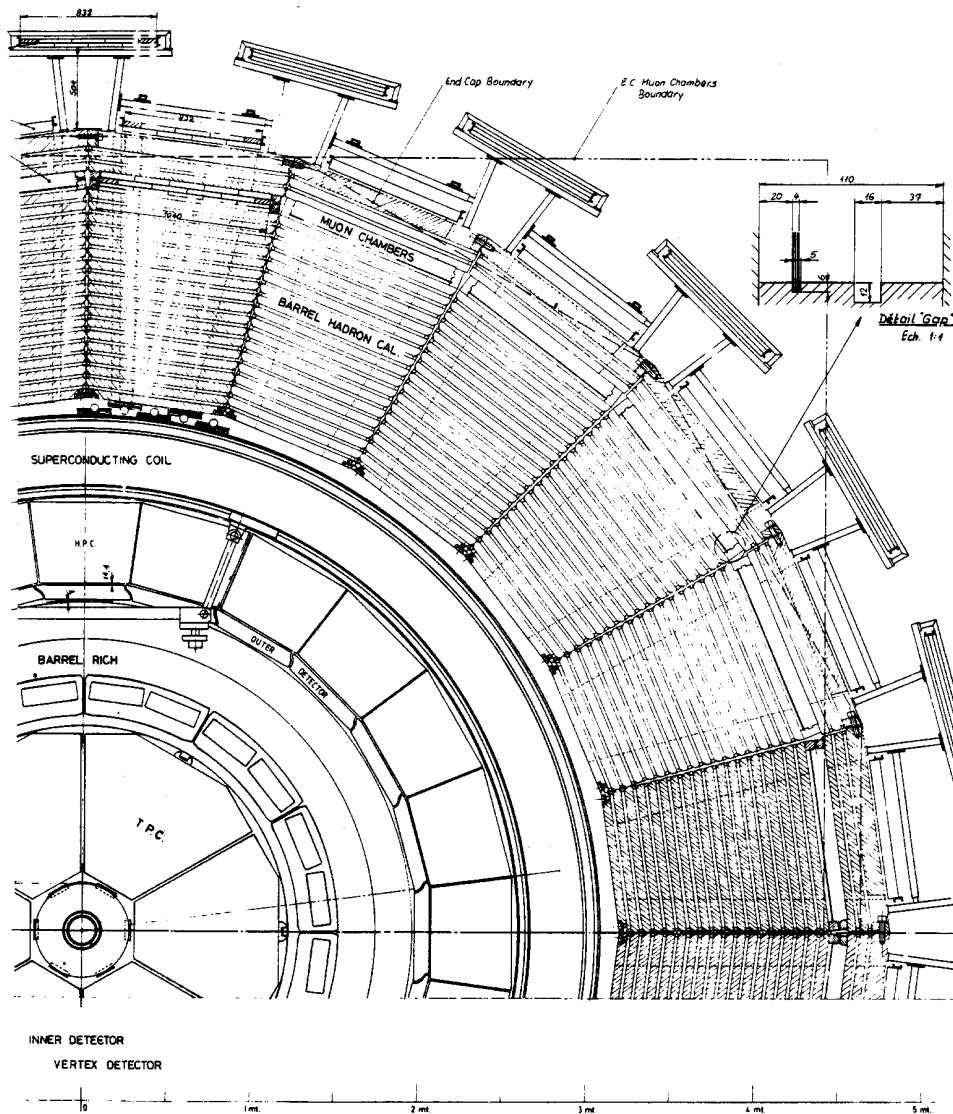 832
504
832
End Cap Boundary
E.C. Muon Chambers
Boundary
110
20 4 16 37
5
12
Détail "Gap"
Ech. 1:1
MUON CHAMBERS
BARREL HADRON CAL
SUPERCONDUCTING COIL
H.P.C.
OUTER
DETECTOR
BARREL RICH
T.P.C.
INNER DETECTOR
VERTEX DETECTOR
0 1 mt. 2 mt. 3 mt 4 mt. 5 mt.